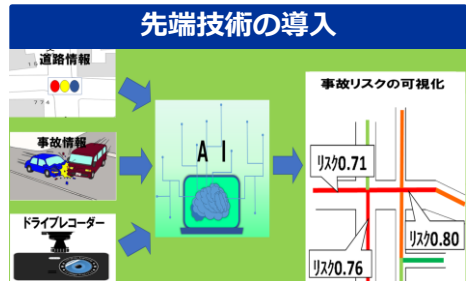 先端技術の導入
道路情報
事故情報
ドライブレコーダー
AI
事故リスクの可視化
リスク0.71
リスク0.80
リスク0.76